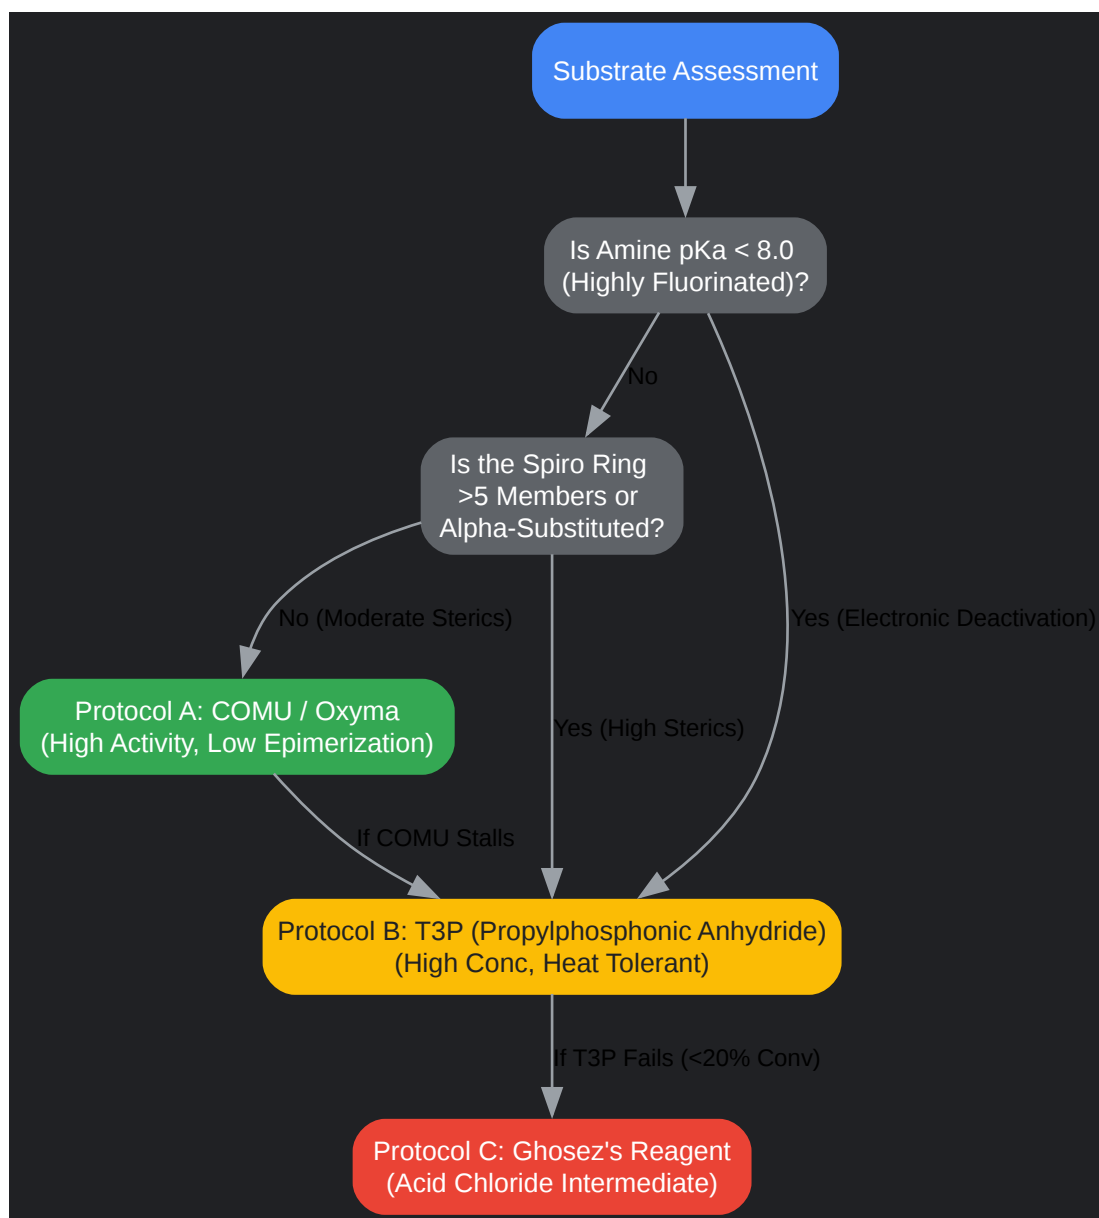 Substrate Assessment
Is Amine pKa < 8.0
(Highly Fluorinated)?
No
Is the Spiro Ring
>5 Members or
Alpha-Substituted?
No (Moderate Sterics)
Yes (Electronic Deactivation)
Protocol A: COMU / Oxyma
(High Activity, Low Epimerization)
Yes (High Sterics)
If COMU Stalls
Protocol B: T3P (Propylphosphonic Anhydride)
(High Conc, Heat Tolerant)
If T3P Fails (<20% Conv)
Protocol C: Ghosez's Reagent
(Acid Chloride Intermediate)